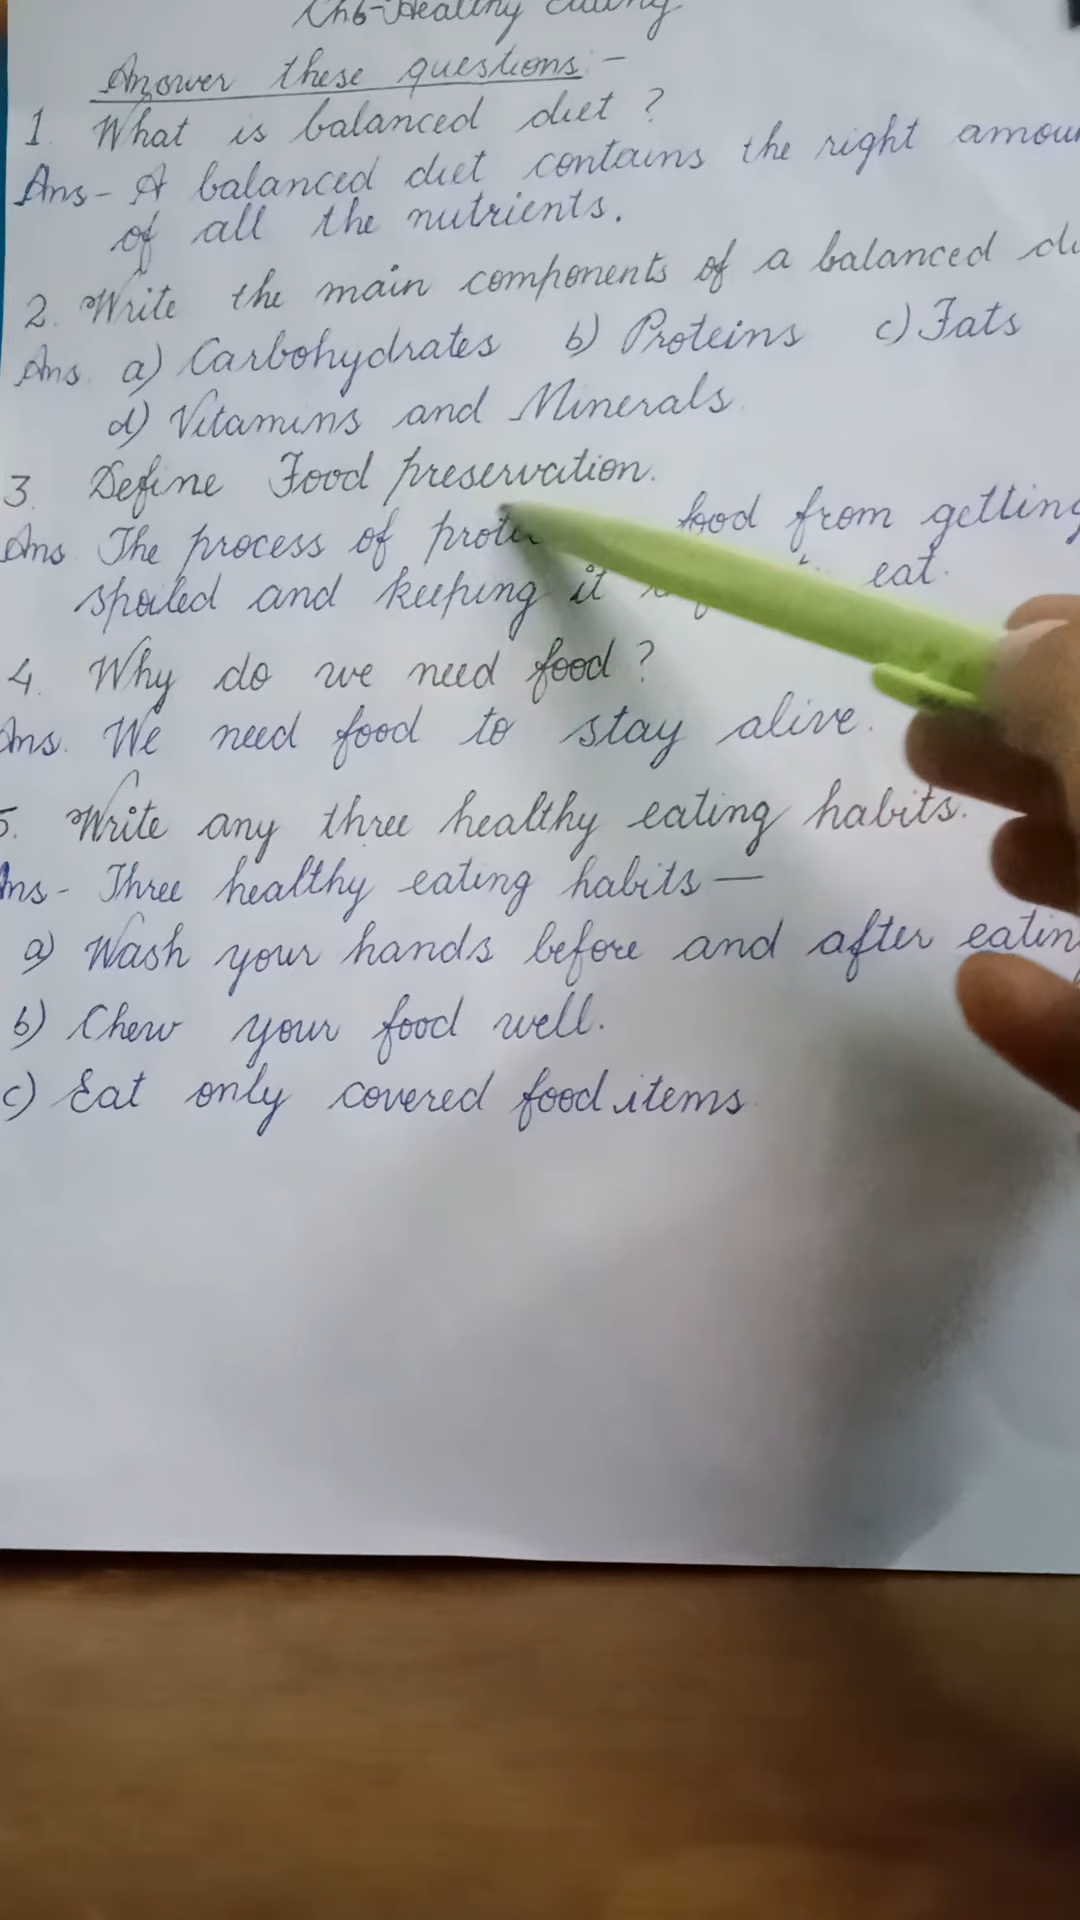 Ch6-Healthy Eating
Answer these questions:-
1. What is balanced diet ?
Ans- A balanced diet contains the right
of all the nutrients.
2. Write the main components of a balanced
Ans. a) Carbohydrates b) Proteins c) Fats
d) Vitamins and Minerals.
3. Define Food preservation.
Ans. The process of food from getting
spoiled and keeping it eat.
4. Why do we need food ?
Ans. We need food to stay alive.
5. Write any three healthy eating habits.
Ans- Three healthy eating habits—
a) Wash your hands before and after eatin
b) Chew your food well.
c) Eat only covered food items